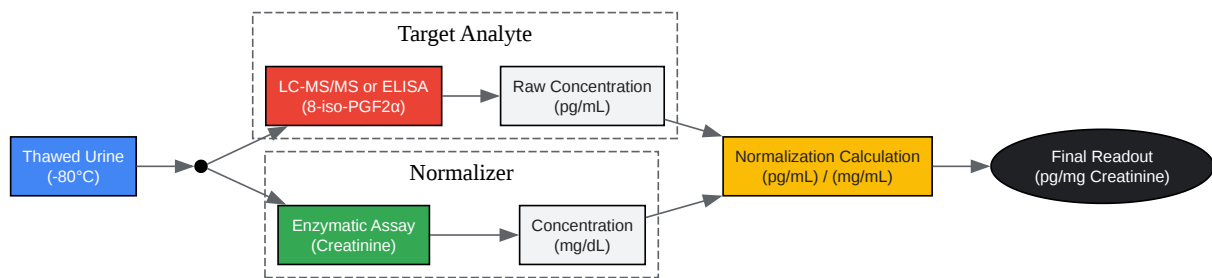 Target Analyte
LC-MS/MS or ELISA
(8-iso-PGF2α)
Raw Concentration
(pg/mL)
Thawed Urine
(-80°C)
Normalizer
Enzymatic Assay
(Creatinine)
Concentration
(mg/dL)
Normalization Calculation
(pg/mL) / (mg/mL)
Final Readout
(pg/mg Creatinine)